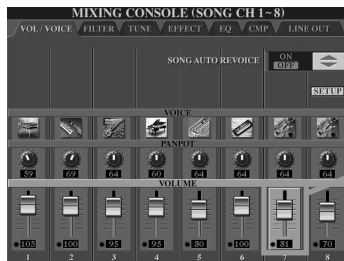 MIXING CONSOLE (SONG CH 1~8)
VOL / VOICE FILTER TUNE EFFECT EQ CMP LINE OUT
SONG AUTO REVOICE ON
OFF
SETUP
VOICE
PANPOT
59 69 64 60 64 64 64 64
VOLUME
105 100 95 95 80 100 81 70
1 2 3 4 5 6 7 8